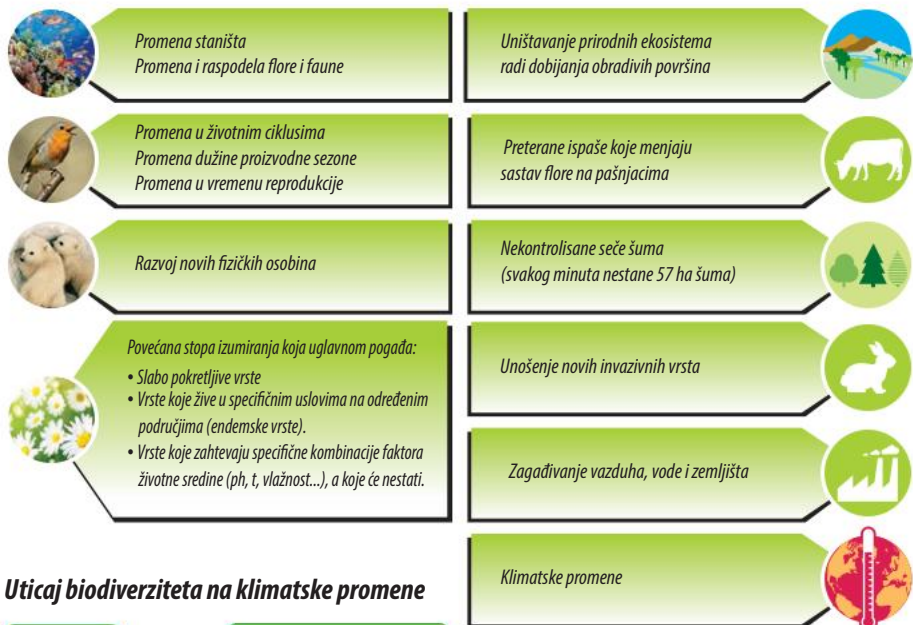 Promena staništa
Promena i raspodela flore i faune
Promena u životnim ciklusima
Promena dužine proizvodne sezone
Promena u vremenu reprodukcije
Razvoj novih fizičkih osobina
Povećana stopa izumiranja koja uglavnom pogađa:
• Slabo pokretljive vrste
• Vrste koje žive u specifičnim uslovima na određenim
područjima (endemske vrste).
• Vrste koje zahtevaju specifične kombinacije faktora
životne sredine (ph, t, vlažnost...), a koje će nestati.
Uništavanje prirodnih ekosistema
radi dobijanja obradivih površina
Preterane ispaše koje menjaju
sastav flore na pašnjacima
Nekontrolisane seče šuma
(svakog minuta nestane 57 ha šuma)
Unošenje novih invazivnih vrsta
Zagađivanje vazduha, vode i zemljišta
Klimatske promene
Uticaj biodiverziteta na klimatske promene